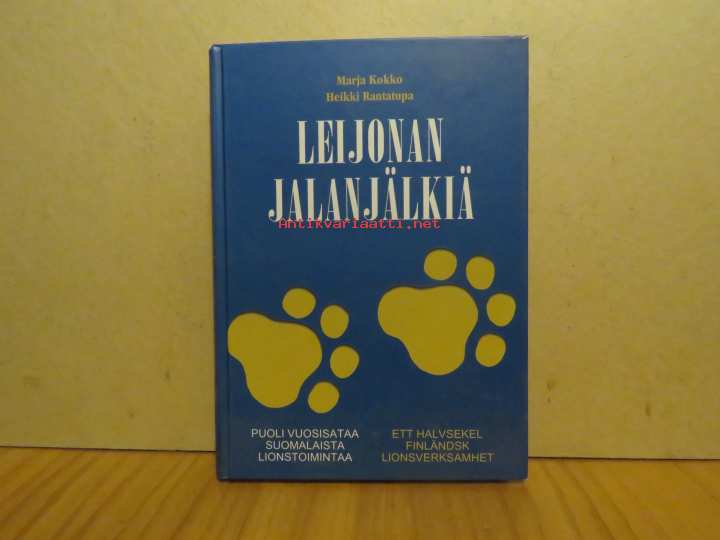 Marja Kokko
Heikki Rantatupa
LEIJONAN
JALANJÄLKIÄ
Antikvariaatti.net
PUOLI VUOSISATAA
SUOMALAISTA
LIONSTOIMINTAA
ETT HALVSEKEL
FINLÄNDSK
LIONSVERKSAMHET